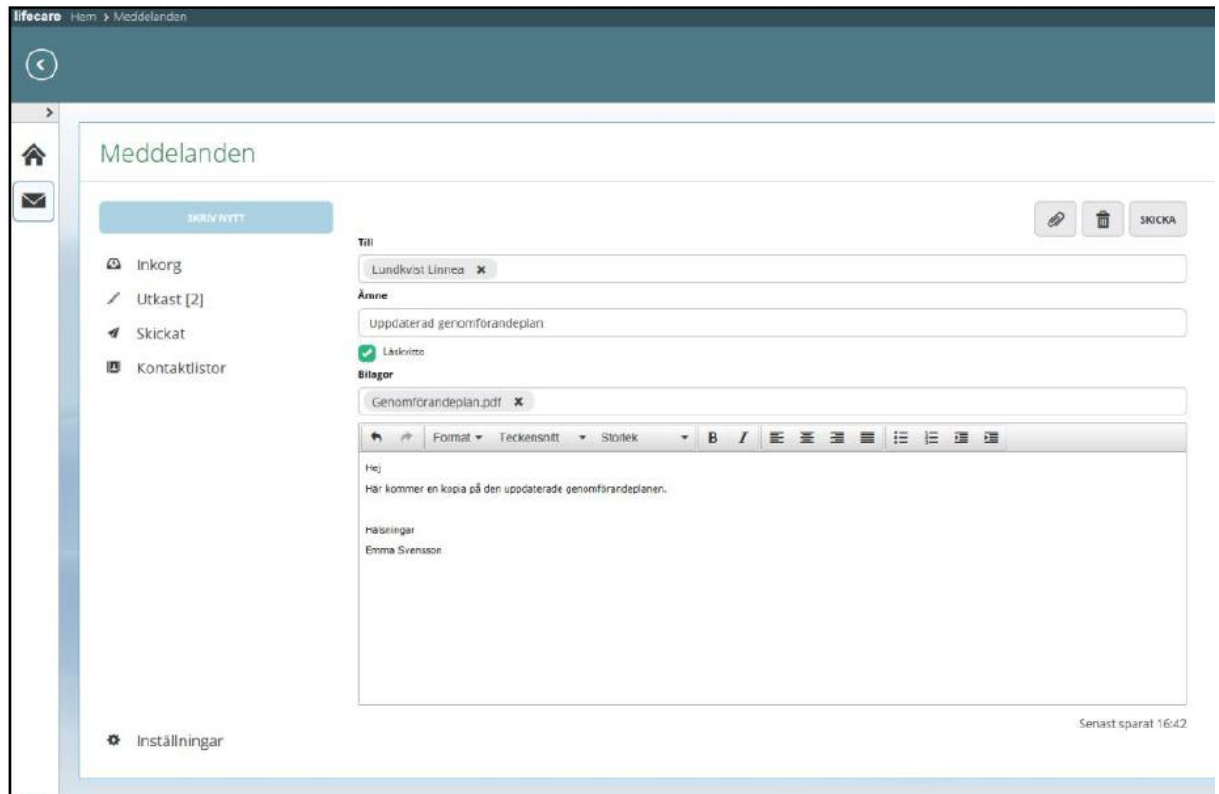 lifecare Hem > Meddelanden
Meddelanden
SKRIV NYTT
Inkorg
Utkast [2]
Skickat
Kontaktlistor
Inställningar
SKICKA
Till
Lundkvist Linnea ×
Ämne
Uppdaterad genomförandeplan
Läskvitto
Bilagor
Genomförandeplan.pdf ×
Format Teckensnitt Storlek B I
Hej
Här kommer en kopia på den uppdaterade genomförandeplanen.
Hälsningar
Emma Svensson
Senast sparat 16:42